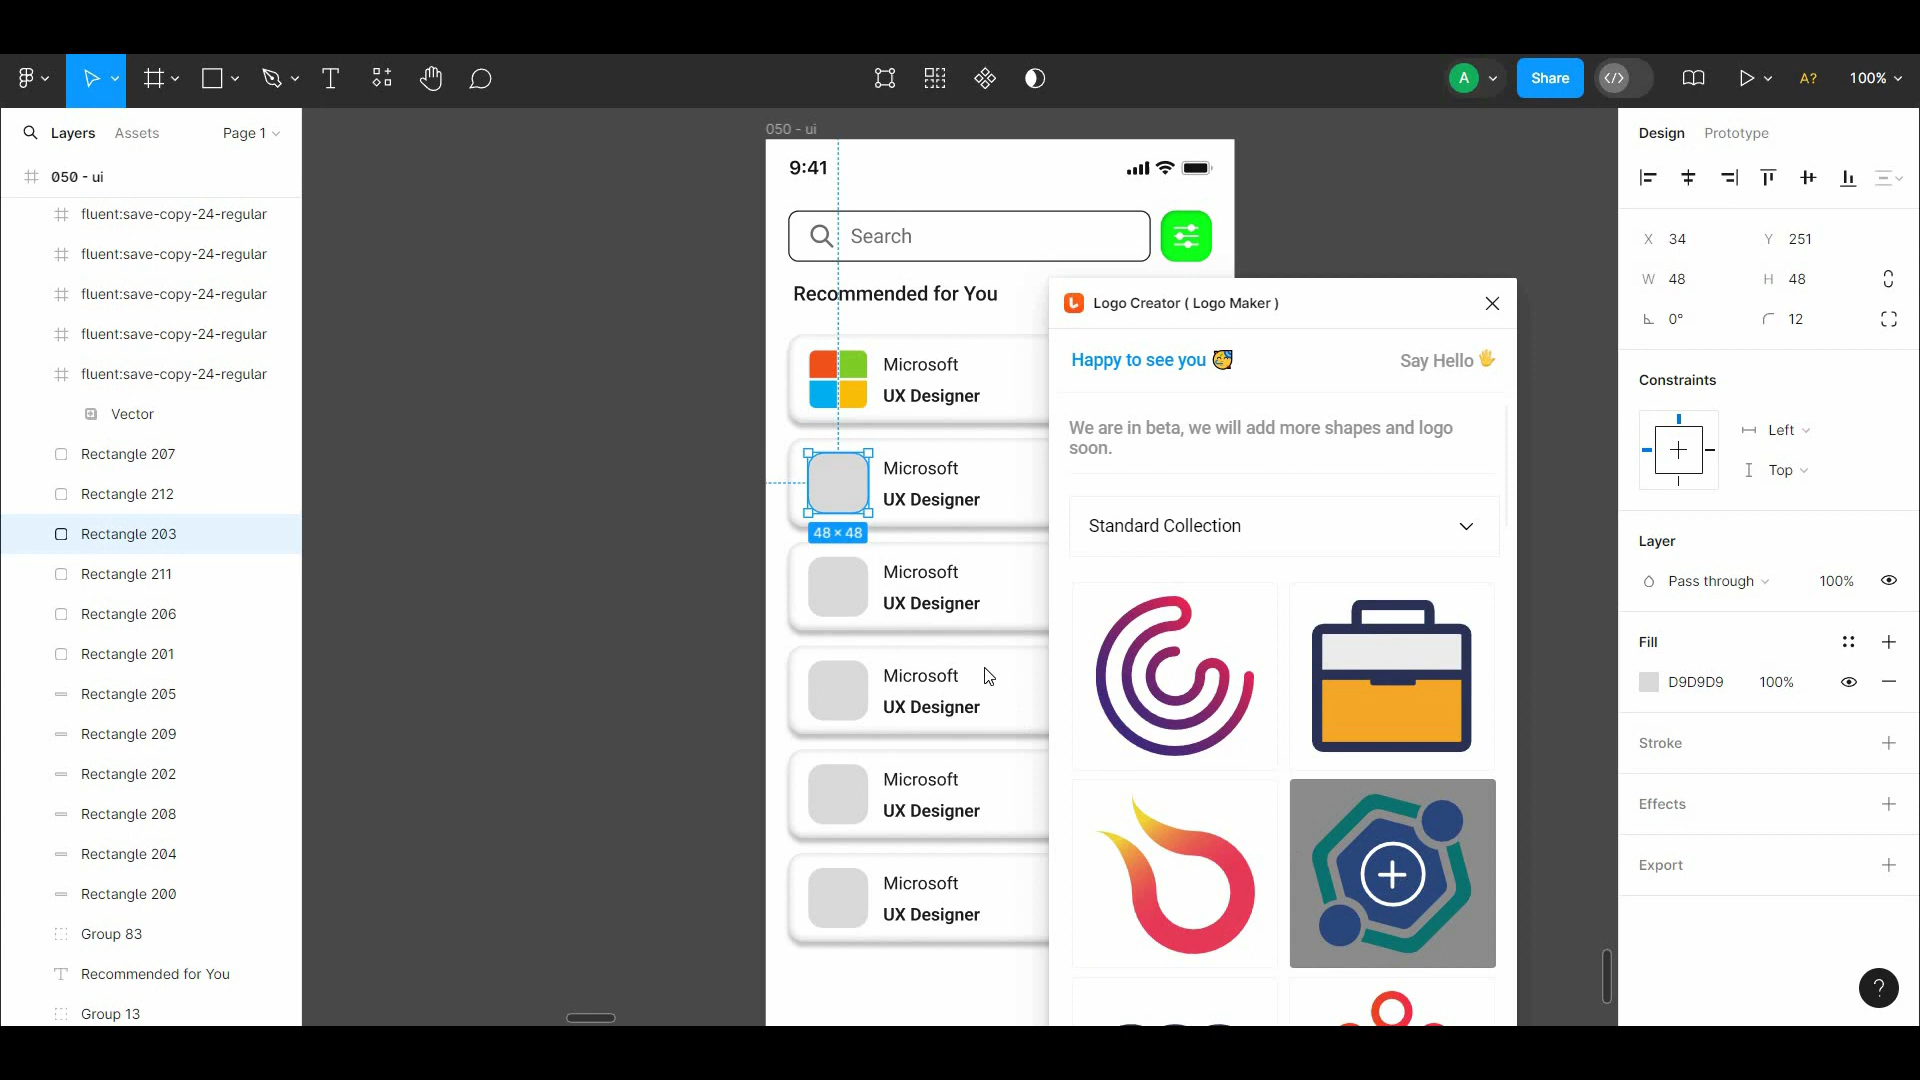 A
Share
A?
100%
Layers
Assets
Page 1
050 - ui
fluent:save-copy-24-regular
fluent:save-copy-24-regular
fluent:save-copy-24-regular
fluent:save-copy-24-regular
fluent:save-copy-24-regular
Vector
Rectangle 207
Rectangle 212
Rectangle 203
Rectangle 211
Rectangle 206
Rectangle 201
Rectangle 205
Rectangle 209
Rectangle 202
Rectangle 208
Rectangle 204
Rectangle 200
Group 83
Recommended for You
Group 13
050 - ui
9:41
Search
Recommended for You
Microsoft
UX Designer
Microsoft
UX Designer
48 × 48
Microsoft
UX Designer
Microsoft
UX Designer
Microsoft
UX Designer
Microsoft
UX Designer
Logo Creator ( Logo Maker )
Happy to see you 🥳
Say Hello 🖐
We are in beta, we will add more shapes and logo
soon.
Standard Collection
Design
Prototype
X 34
Y 251
W 48
H 48
0°
12
Constraints
Left
Top
Layer
Pass through
100%
Fill
D9D9D9
100%
Stroke
Effects
Export
?